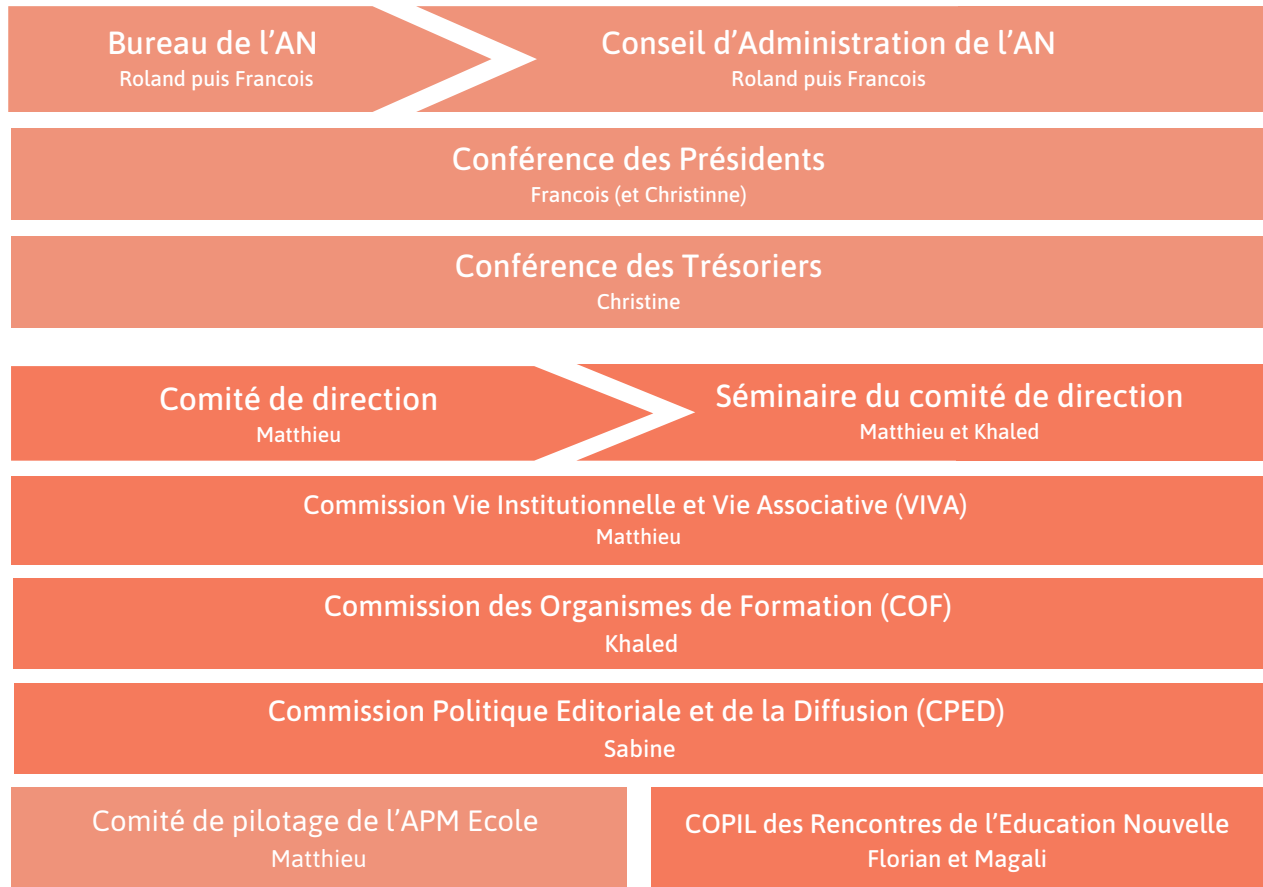 Bureau de l’AN
Roland puis Francois
Conseil d’Administration de l’AN
Roland puis Francois
Conférence des Présidents
Francois (et Christinne)
Conférence des Trésoriers
Christine
Comité de direction
Matthieu
Séminaire du comité de direction
Matthieu et Khaled
Commission Vie Institutionnelle et Vie Associative (VIVA)
Matthieu
Commission des Organismes de Formation (COF)
Khaled
Commission Politique Editoriale et de la Diffusion (CPED)
Sabine
Comité de pilotage de l’APM Ecole
Matthieu
COPIL des Rencontres de l’Education Nouvelle
Florian et Magali